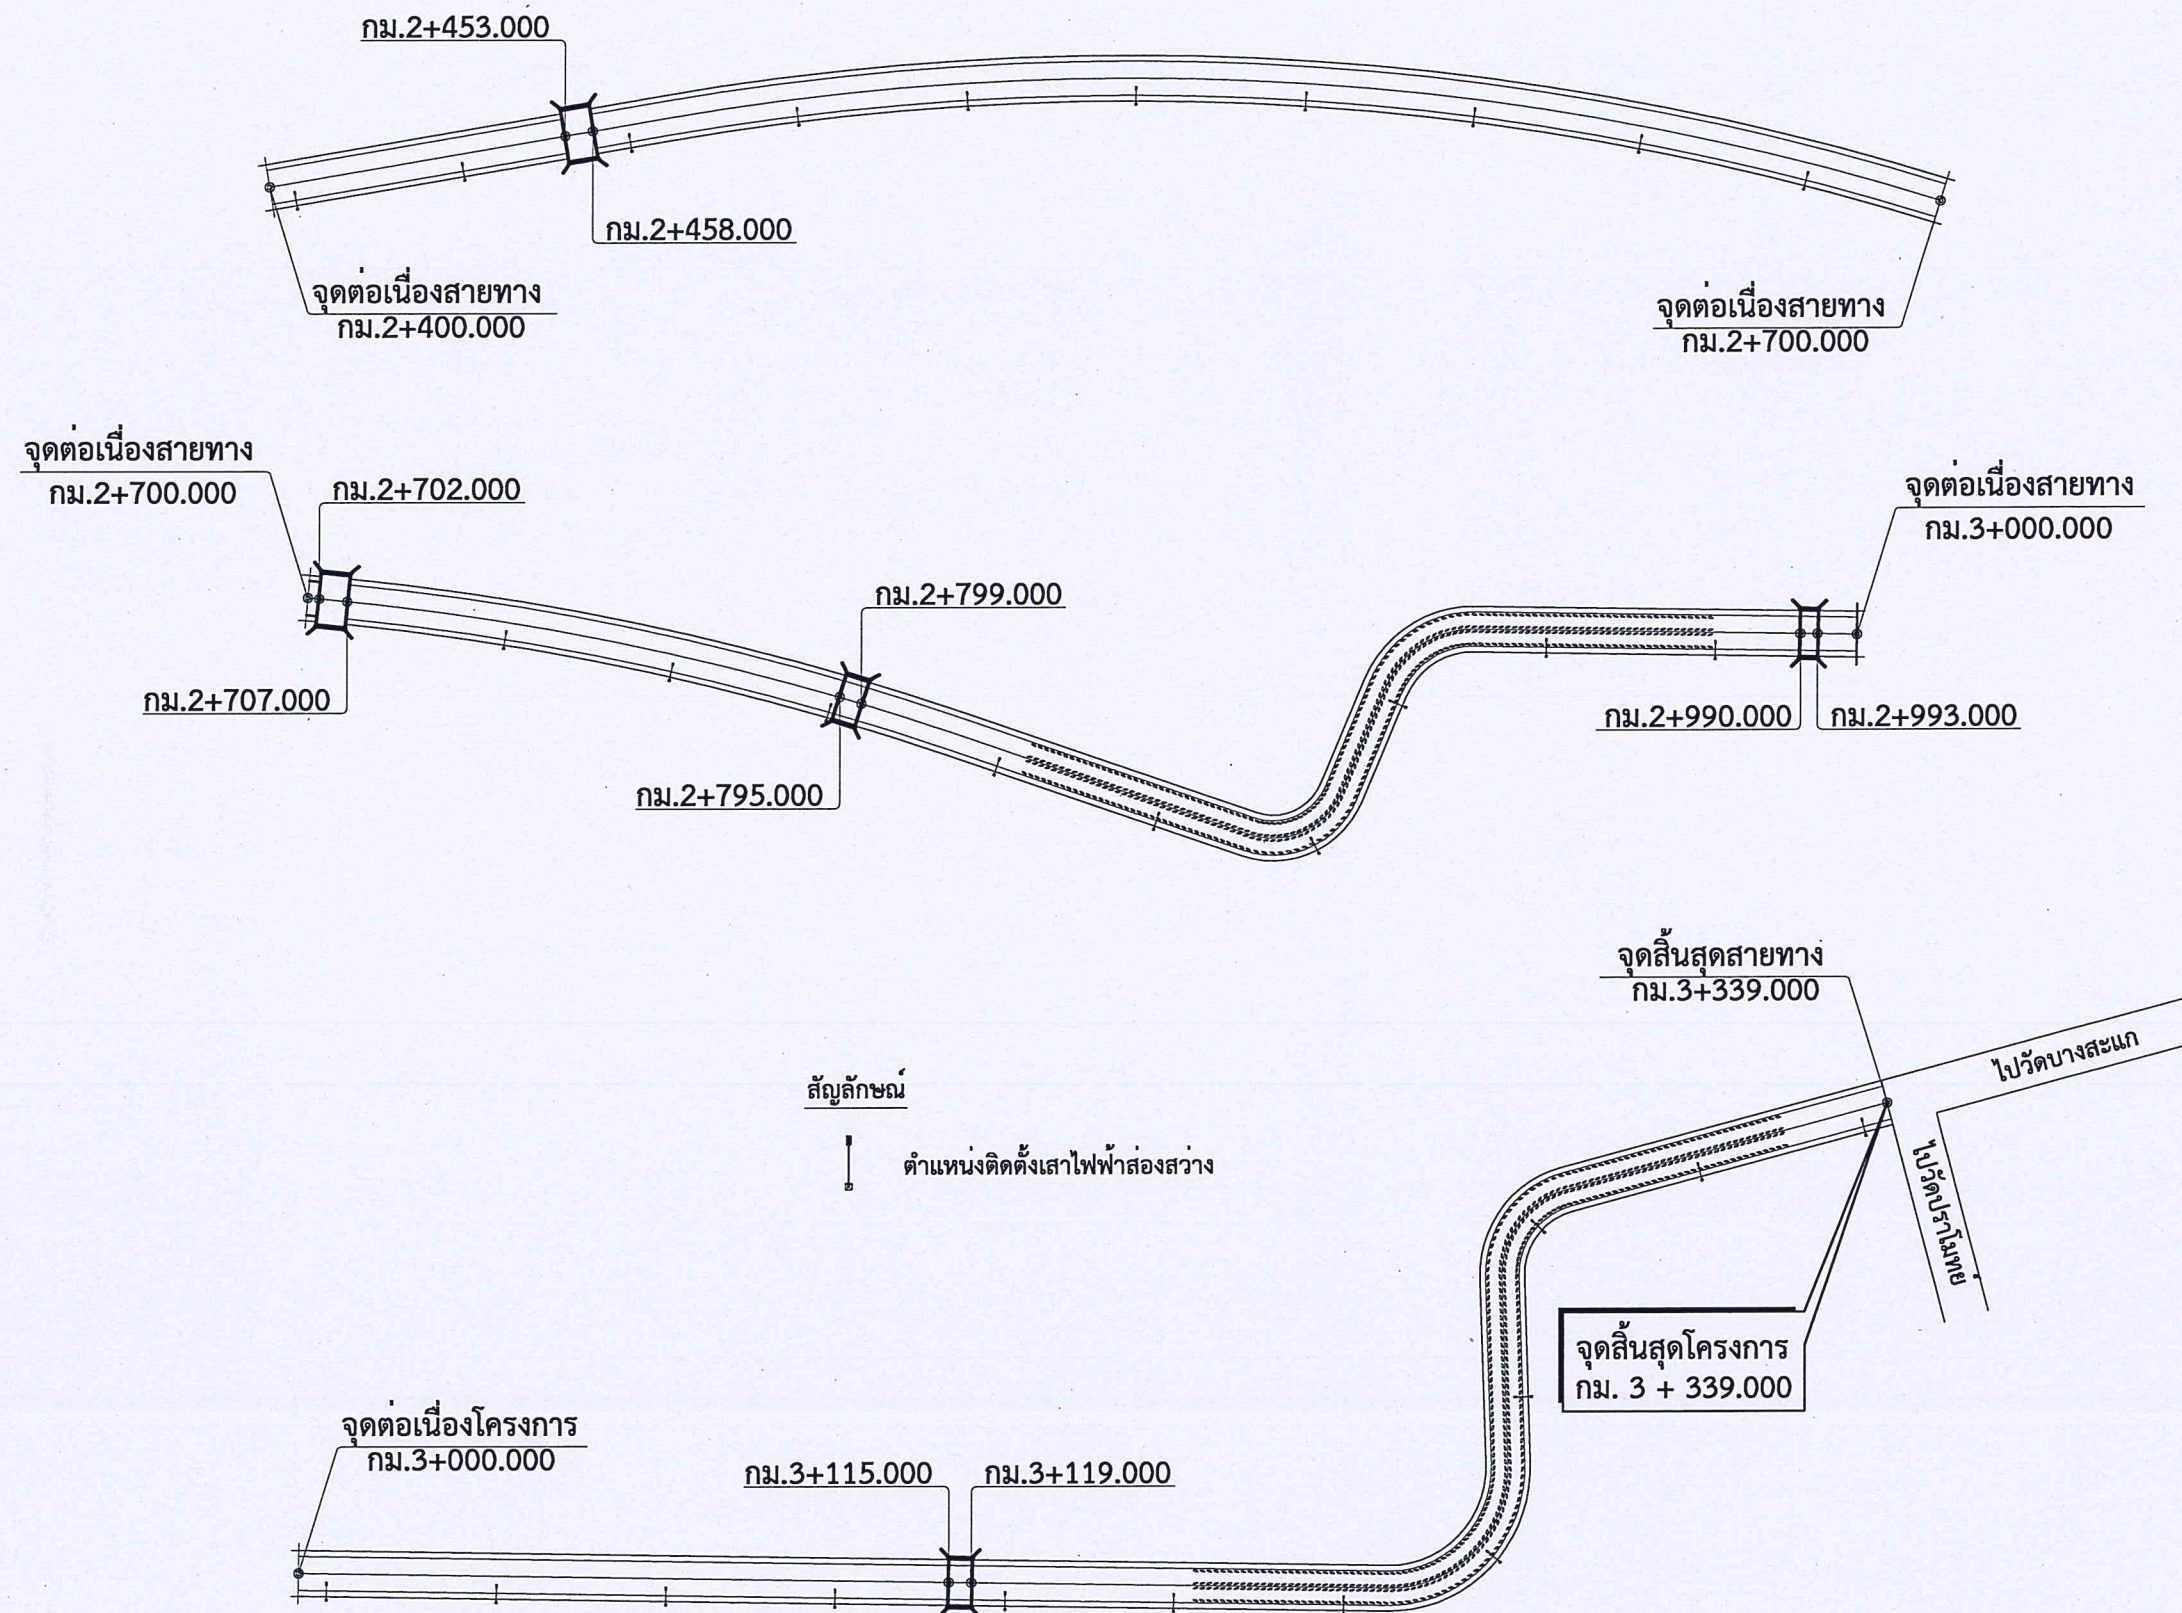 กม.2+453.000
กม.2+458.000
จุดต่อเนื่องสายทาง
กม.2+400.000
จุดต่อเนื่องสายทาง
กม.2+700.000
จุดต่อเนื่องสายทาง
กม.2+700.000
กม.2+702.000
กม.2+707.000
กม.2+799.000
กม.2+795.000
จุดต่อเนื่องสายทาง
กม.3+000.000
กม.2+990.000
กม.2+993.000
จุดสิ้นสุดสายทาง
กม.3+339.000
ไปวัดบางสะแก
ไปวัดปราโมทย์
สัญลักษณ์
ตำแหน่งติดตั้งเสาไฟฟ้าส่องสว่าง
จุดสิ้นสุดโครงการ
กม. 3 + 339.000
จุดต่อเนื่องโครงการ
กม.3+000.000
กม.3+115.000
กม.3+119.000